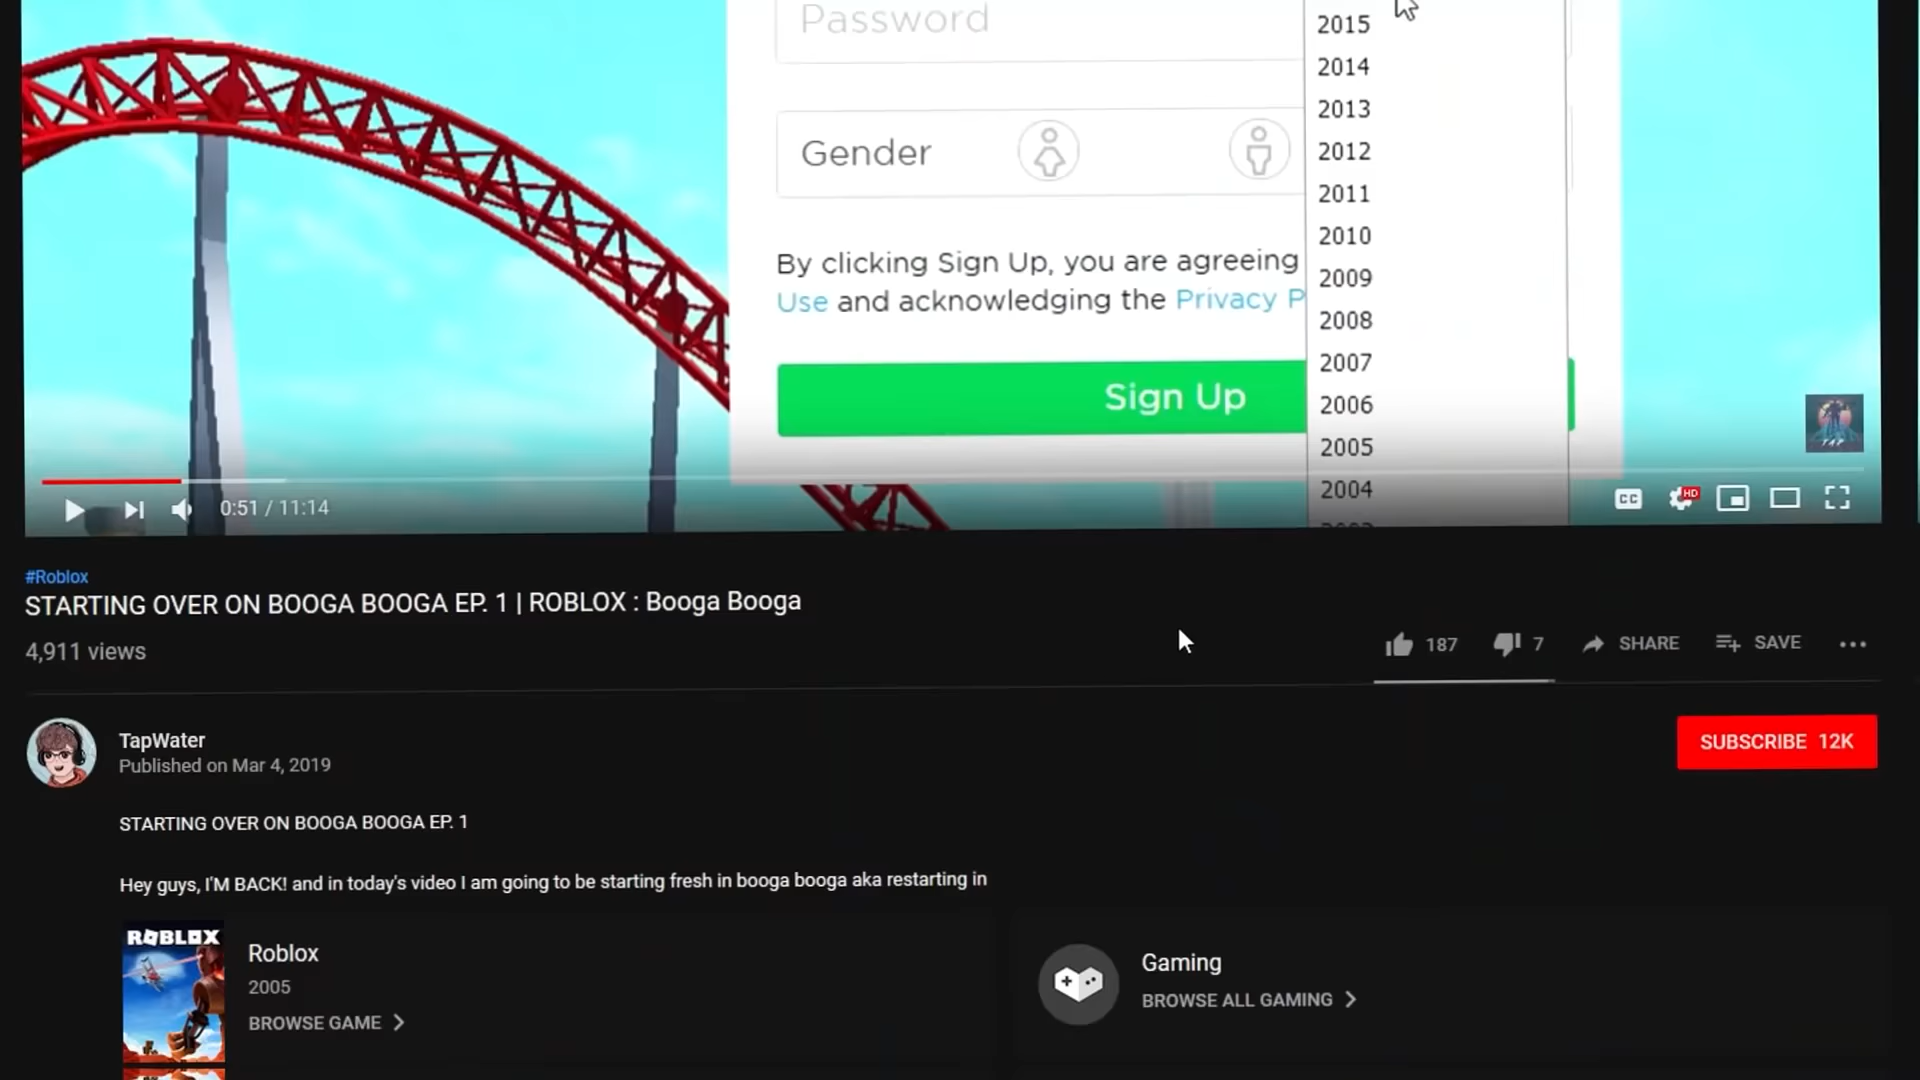 Password
2015
2014
2013
Gender
2012
2011
2010
By clicking Sign Up, you are agreeing
2009
Use and acknowledging the Privacy P
2008
2007
Sign Up
2006
2005
2004
TAP
0:51 / 11:14
CC
HD
#Roblox
STARTING OVER ON BOOGA BOOGA EP. 1 | ROBLOX : Booga Booga
4,911 views
187
7
SHARE
SAVE
TapWater
Published on Mar 4, 2019
SUBSCRIBE 12K
STARTING OVER ON BOOGA BOOGA EP. 1
Hey guys, I'M BACK! and in today's video I am going to be starting fresh in booga booga aka restarting in
ROBLOX
Roblox
2005
BROWSE GAME
Gaming
BROWSE ALL GAMING